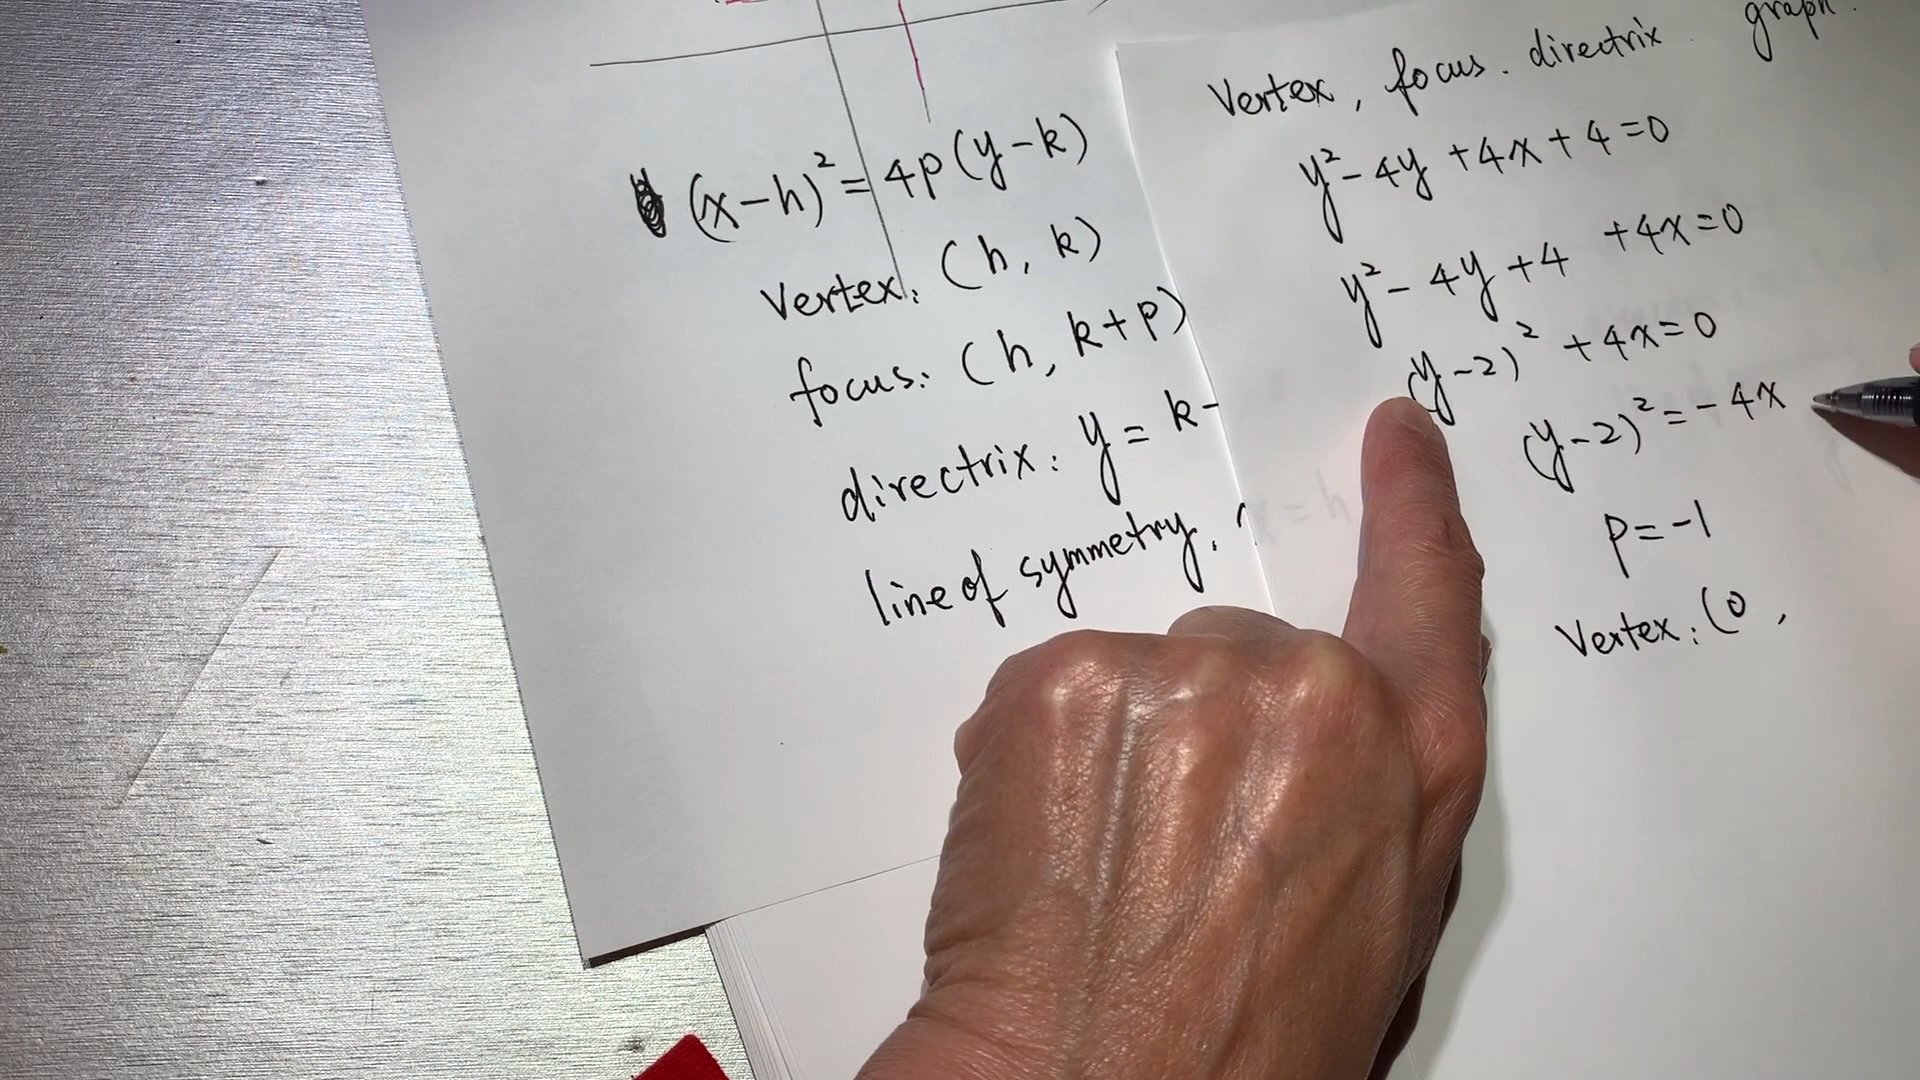 (x-h)² = 4p(y-k)
Vertex: (h, k)
focus: (h, k+p)
directrix: y = k-
line of symmetry:
Vertex, focus. directrix. graph.
y² - 4y + 4x + 4 = 0
y² - 4y + 4 + 4x = 0
(y-2)² + 4x = 0
(y-2)² = - 4x
p = -1
Vertex: (0 ,